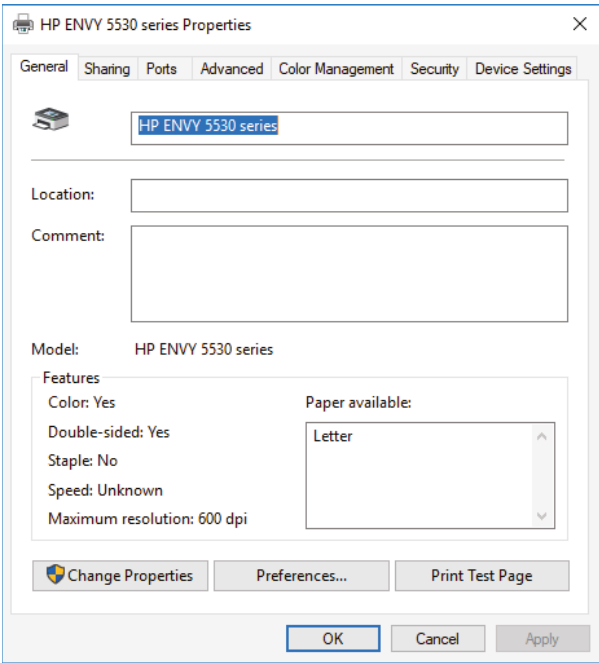 HP ENVY 5530 series Properties
General Sharing Ports Advanced Color Management Security Device Settings
HP ENVY 5530 series
Location:
Comment:
Model: HP ENVY 5530 series
Features
Color: Yes Paper available:
Double-sided: Yes Letter
Staple: No
Speed: Unknown
Maximum resolution: 600 dpi
Change Properties Preferences... Print Test Page
OK Cancel Apply